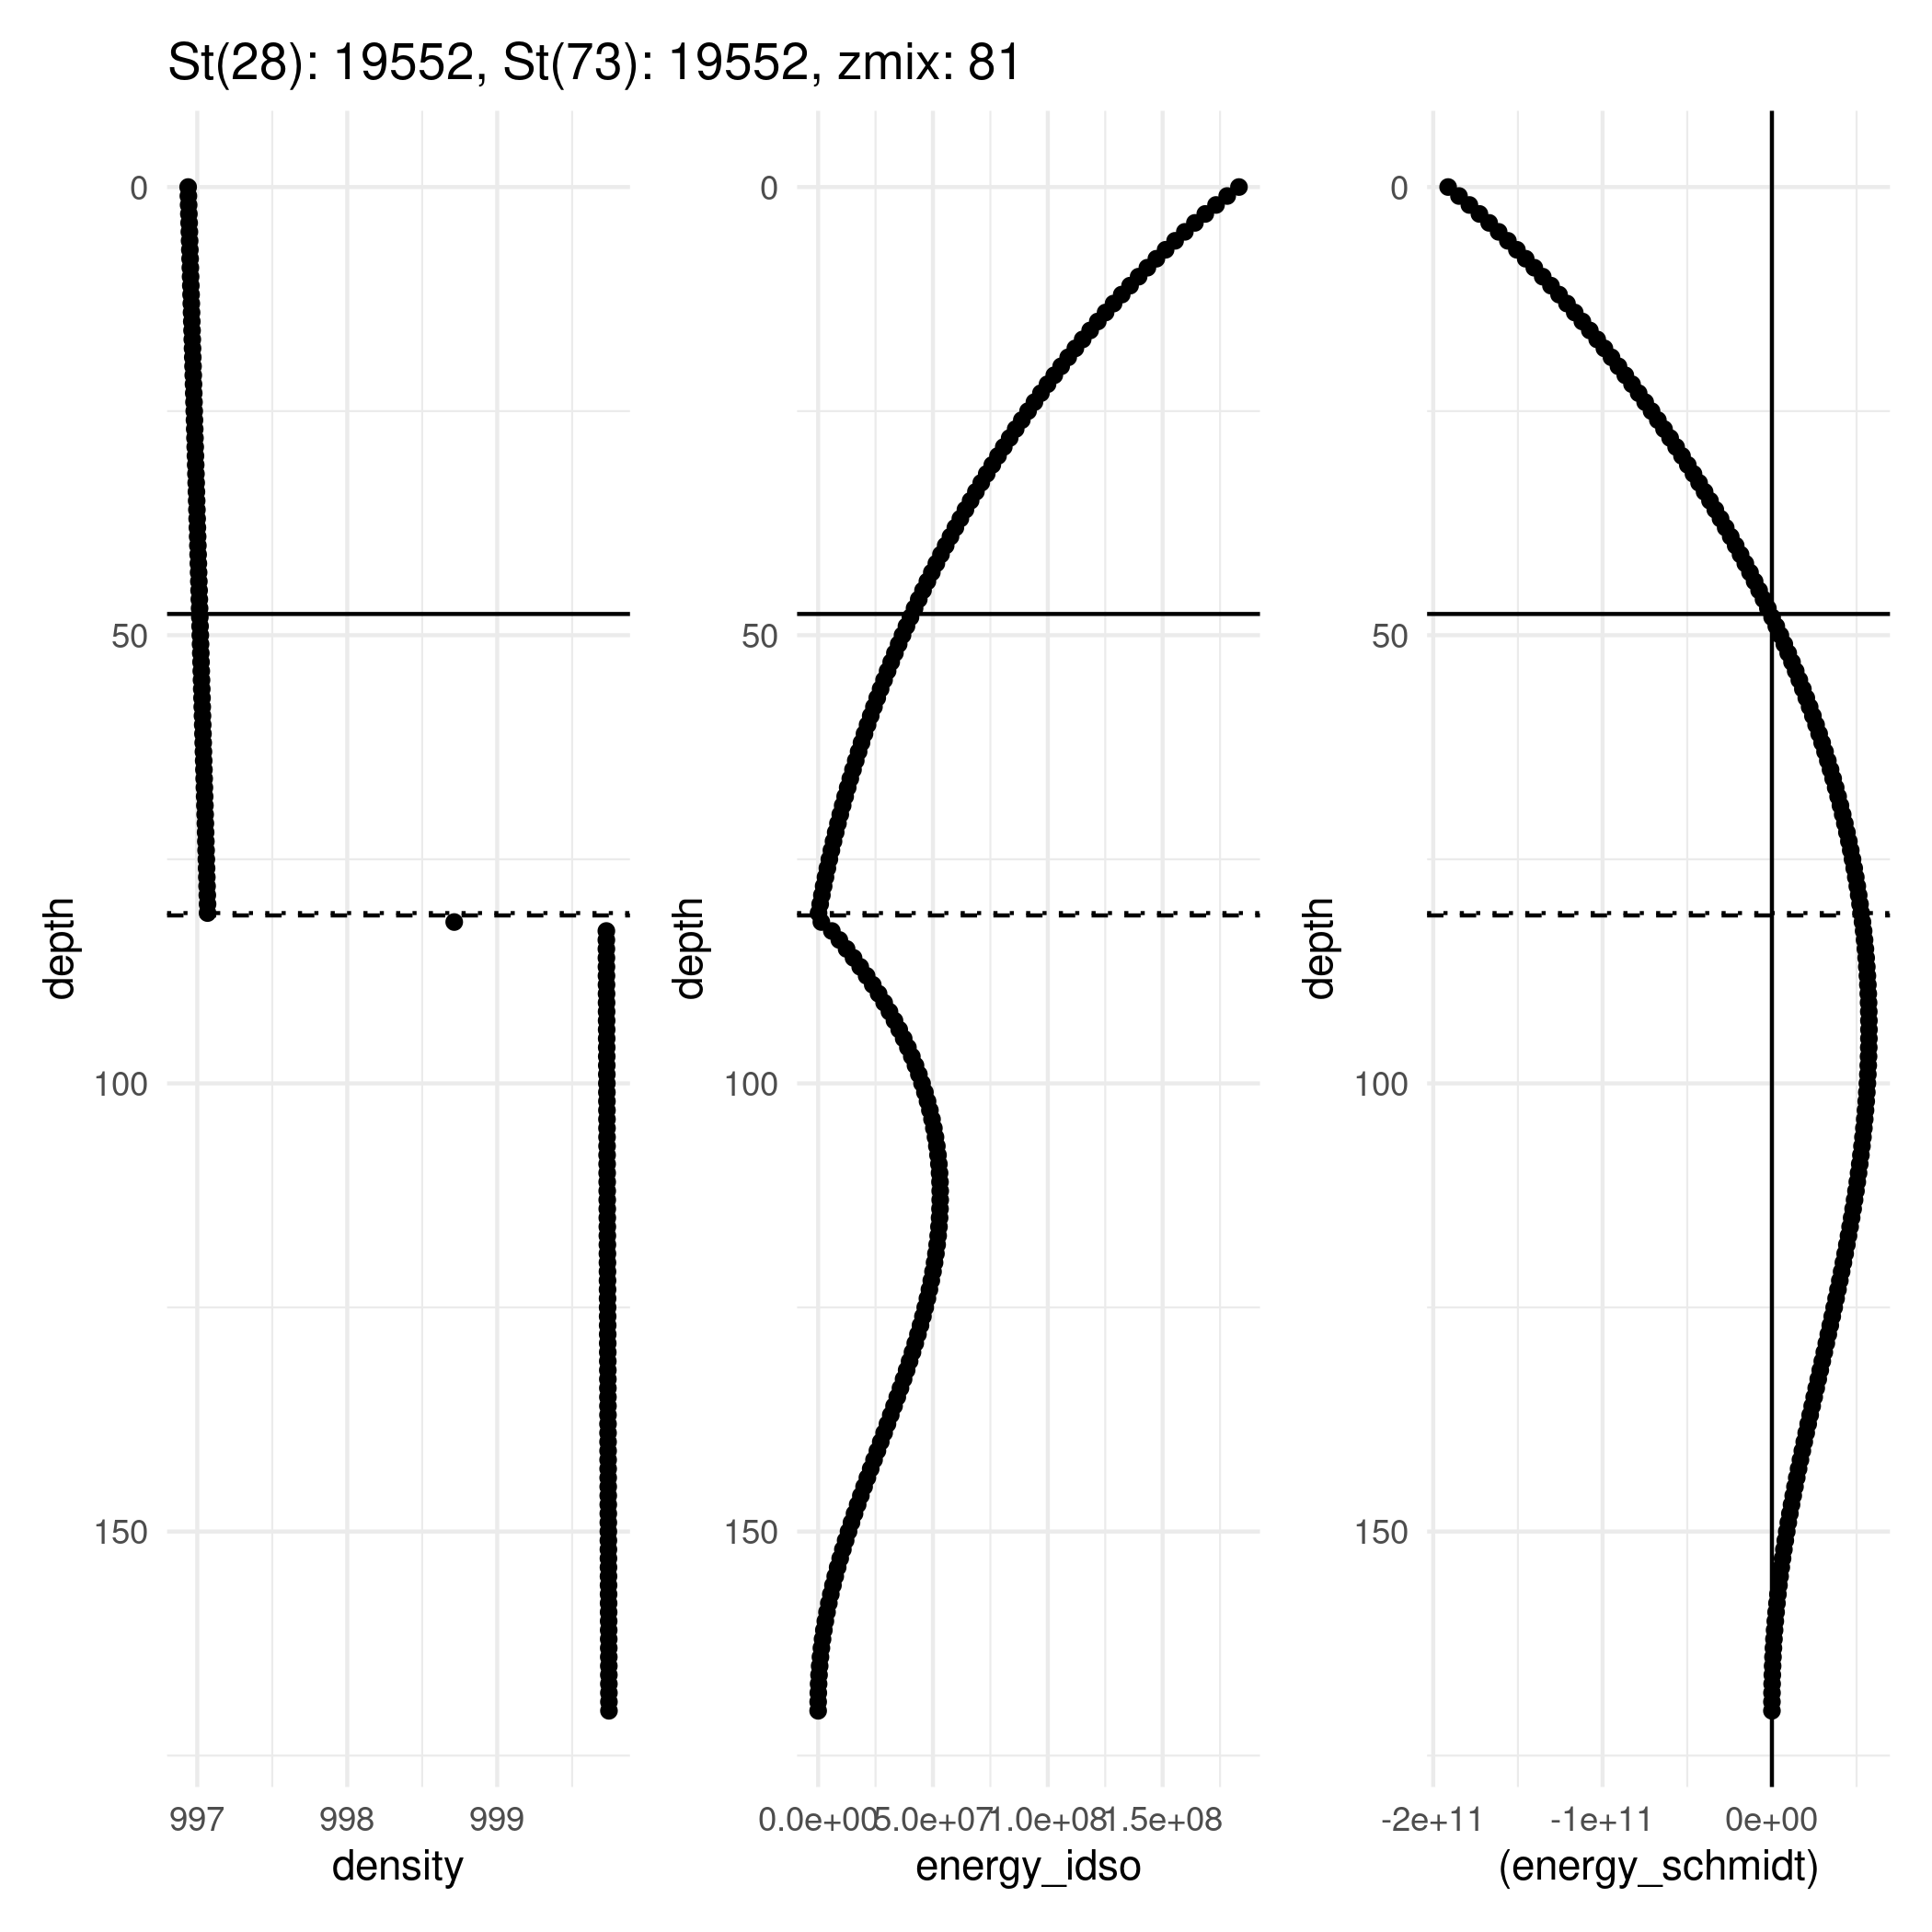 St(28): 19552, St(73): 19552, zmix: 81
0
50
100
150
depth
997
998
999
density
0
50
100
150
depth
0.0e+00
5.0e+07
1.0e+08
1.5e+08
energy_idso
0
50
100
150
depth
-2e+11
-1e+11
0e+00
(energy_schmidt)